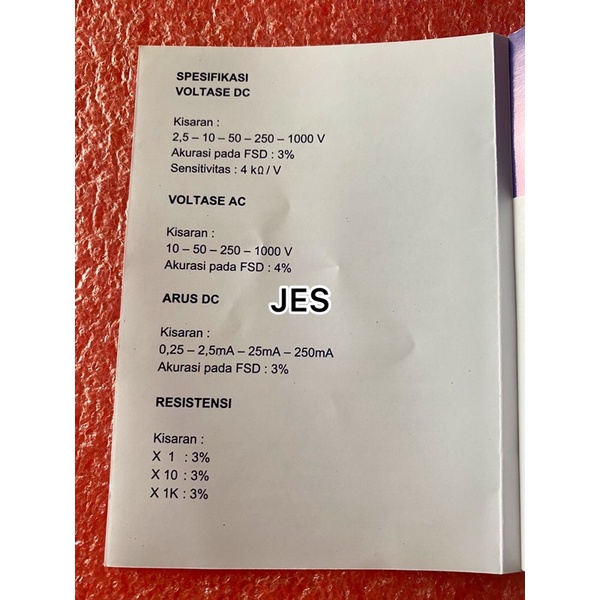 SPESIFIKASI
VOLTASE DC
Kisaran :
2,5 – 10 – 50 – 250 – 1000 V
Akurasi pada FSD : 3%
Sensitivitas : 4 kΩ / V
VOLTASE AC
Kisaran :
10 – 50 – 250 – 1000 V
Akurasi pada FSD : 4%
JES
ARUS DC
Kisaran :
0,25 – 2,5mA – 25mA – 250mA
Akurasi pada FSD : 3%
RESISTENSI
Kisaran :
X 1 : 3%
X 10 : 3%
X 1K : 3%